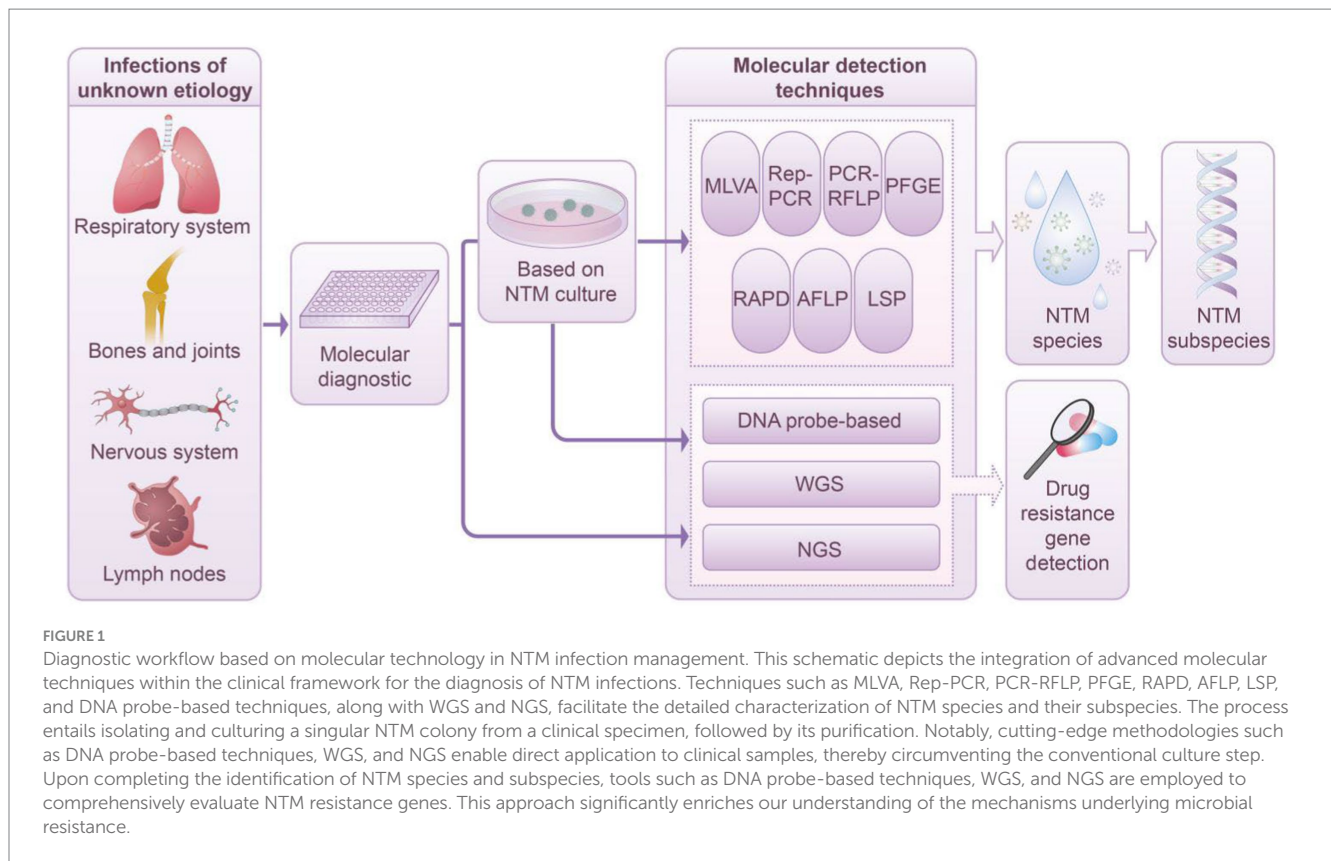 Infections of
unknown etiology
Respiratory system
Bones and joints
Nervous system
Lymph nodes
Molecular
diagnostic
Based on
NTM culture
Molecular detection
techniques
MLVA
Rep-
PCR
PCR-
RFLP
PFGE
RAPD
AFLP
LSP
DNA probe-based
WGS
NGS
NTM
species
NTM
subspecies
Drug
resistance
gene
detection
FIGURE 1
Diagnostic workflow based on molecular technology in NTM infection management. This schematic depicts the integration of advanced molecular
techniques within the clinical framework for the diagnosis of NTM infections. Techniques such as MLVA, Rep-PCR, PCR-RFLP, PFGE, RAPD, AFLP, LSP,
and DNA probe-based techniques, along with WGS and NGS, facilitate the detailed characterization of NTM species and their subspecies. The process
entails isolating and culturing a singular NTM colony from a clinical specimen, followed by its purification. Notably, cutting-edge methodologies such
as DNA probe-based techniques, WGS, and NGS enable direct application to clinical samples, thereby circumventing the conventional culture step.
Upon completing the identification of NTM species and subspecies, tools such as DNA probe-based techniques, WGS, and NGS are employed to
comprehensively evaluate NTM resistance genes. This approach significantly enriches our understanding of the mechanisms underlying microbial
resistance.